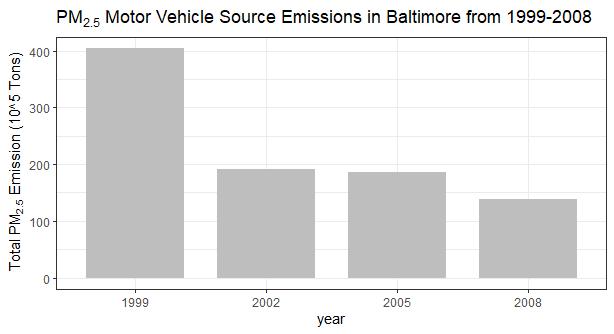 PM2.5 Motor Vehicle Source Emissions in Baltimore from 1999-2008
Total PM2.5 Emission (10^5 Tons)
400
300
200
100
0
1999 2002 2005 2008
year